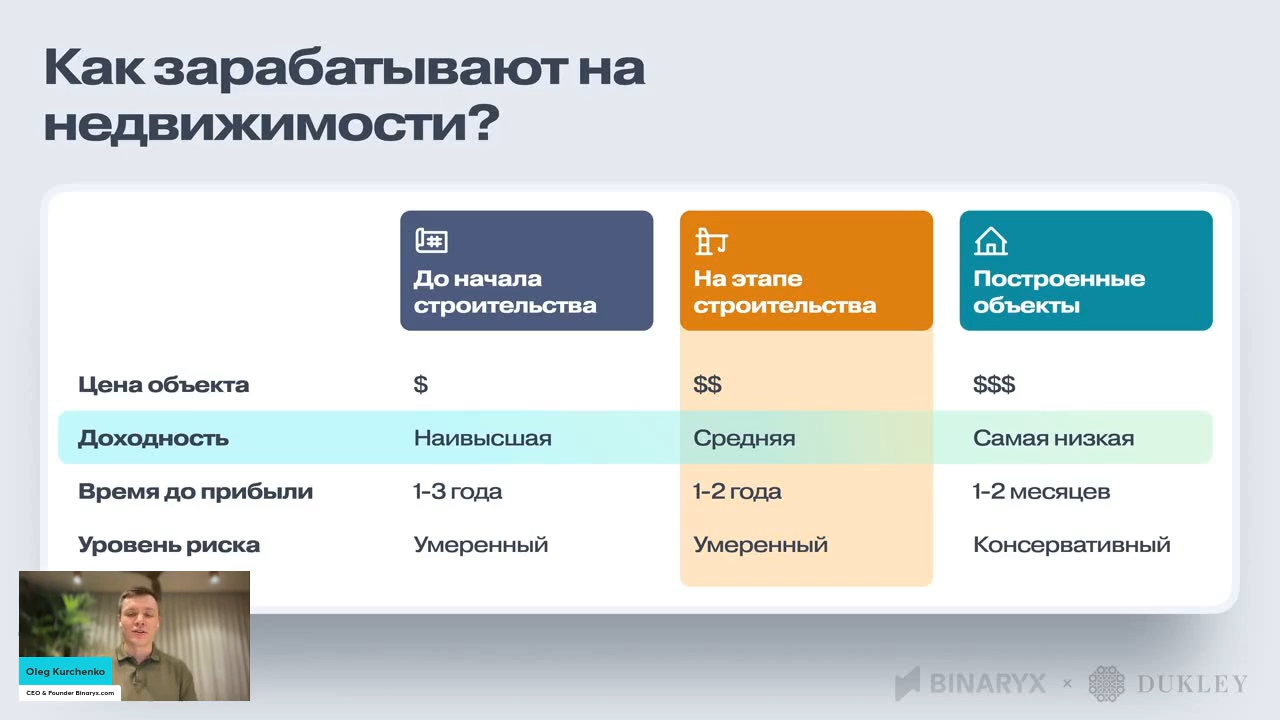 Как зарабатывают на
недвижимости?
До начала
строительства
На этапе
строительства
Построенные
объекты
Цена объекта $ $$ $$$
Доходность Наивысшая Средняя Самая низкая
Время до прибыли 1-3 года 1-2 года 1-2 месяцев
Уровень риска Умеренный Умеренный Консервативный
Oleg Kurchenko
CEO & Founder Binaryx.com
BINARYX × DUKLEY